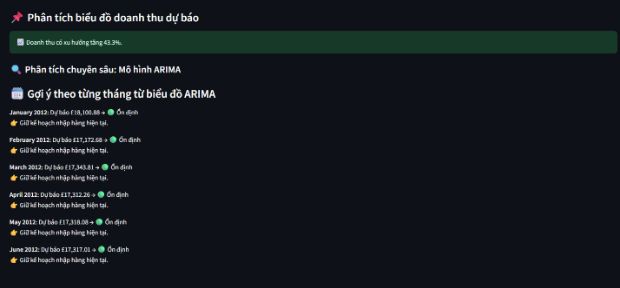 Phân tích biểu đồ doanh thu dự báo
Doanh thu có xu hướng tăng 43.3%.
Phân tích chuyên sâu: Mô hình ARIMA
Gợi ý theo từng tháng từ biểu đồ ARIMA
January 2012: Dự báo £18,100.88 → Ổn định
Giữ kế hoạch nhập hàng hiện tại.
February 2012: Dự báo £17,172.68 → Ổn định
Giữ kế hoạch nhập hàng hiện tại.
March 2012: Dự báo £17,343.81 → Ổn định
Giữ kế hoạch nhập hàng hiện tại.
April 2012: Dự báo £17,312.26 → Ổn định
Giữ kế hoạch nhập hàng hiện tại.
May 2012: Dự báo £17,318.08 → Ổn định
Giữ kế hoạch nhập hàng hiện tại.
June 2012: Dự báo £17,317.01 → Ổn định
Giữ kế hoạch nhập hàng hiện tại.